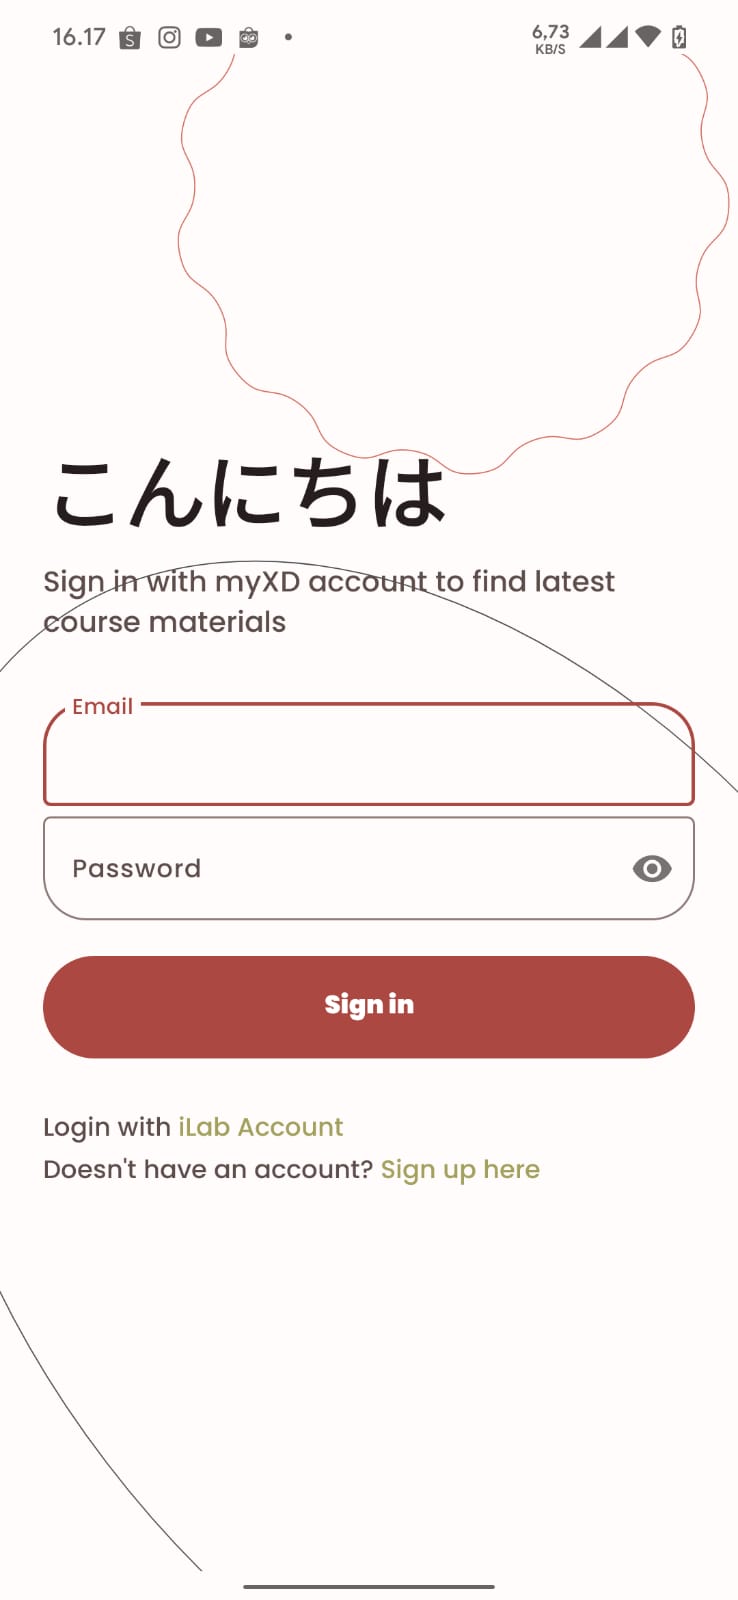 16.17
6,73
KB/S
こんにちは
Sign in with myXD account to find latest
course materials
Email
Password
Sign in
Login with iLab Account
Doesn't have an account? Sign up here